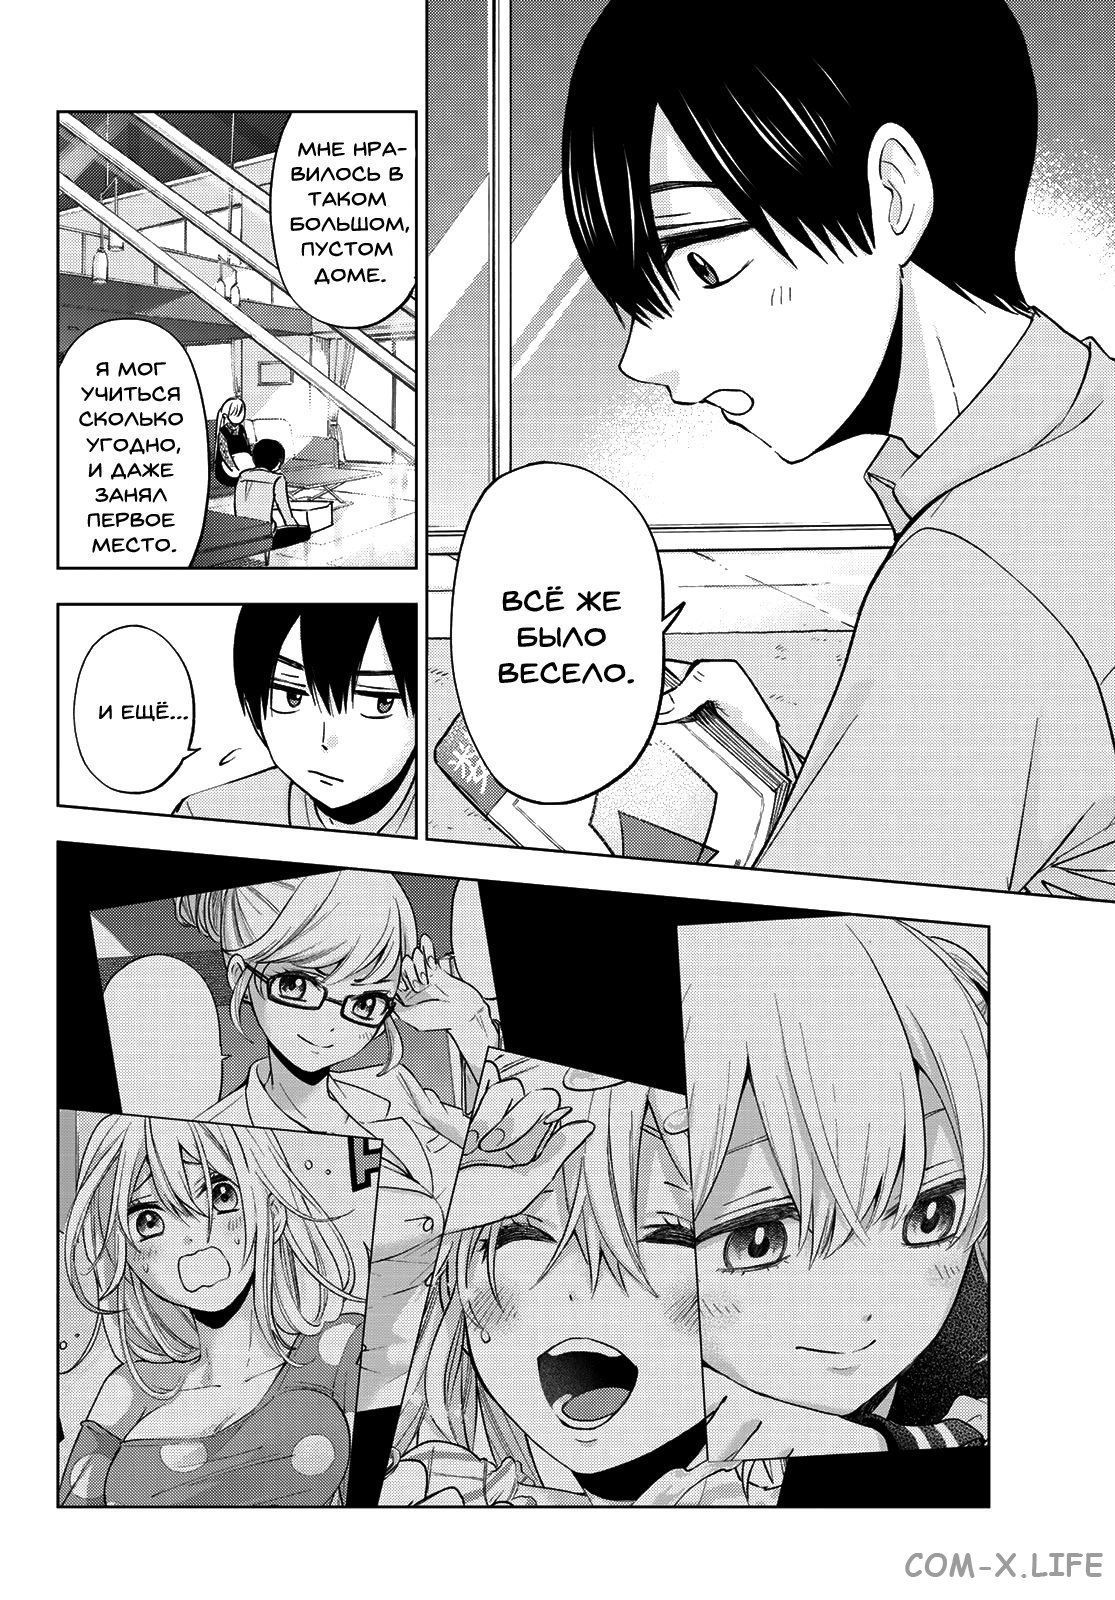 ВСЁ ЖЕ
БЫЛО
ВЕСЕЛО.
МНЕ НРА-
ВИЛОСЬ В
ТАКОМ
БОЛЬШОМ,
ПУСТОМ
ДОМЕ.
Я МОГ
УЧИТЬСЯ
СКОЛЬКО
УГОДНО,
И ДАЖЕ
ЗАНЯЛ
ПЕРВОЕ
МЕСТО.
И ЕЩЁ...
COM-X.LIFE